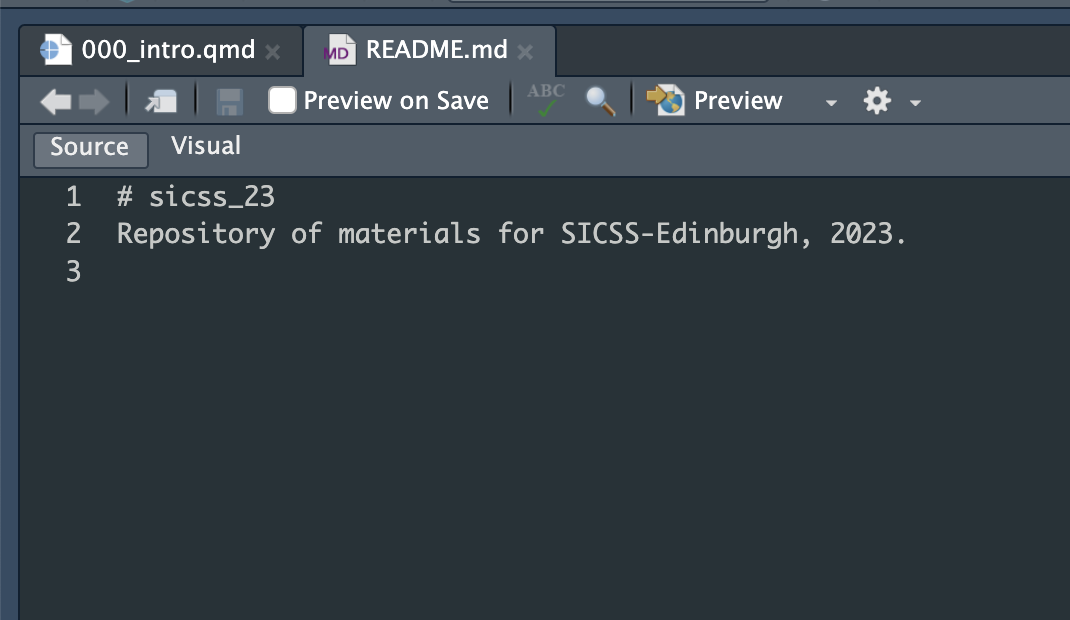 000_intro.qmd
MD README.md
Preview on Save ABC Preview
Source Visual
1 # sicss_23
2 Repository of materials for SICSS-Edinburgh, 2023.
3